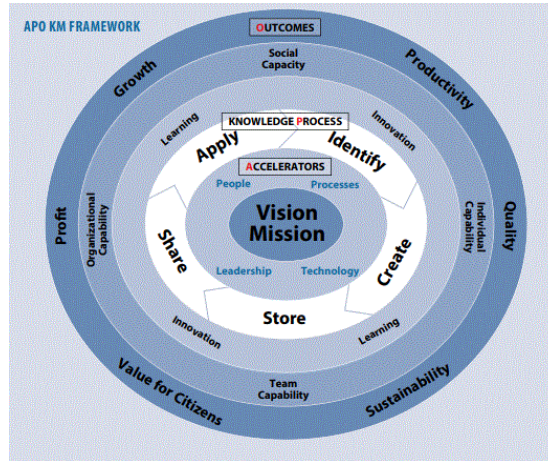 APO KM FRAMEWORK
OUTCOMES
Growth
Productivity
Social
Capacity
Learning
Innovation
KNOWLEDGE PROCESS
Apply
Identify
ACCELERATORS
People
Processes
Vision
Mission
Profit
Organizational
Capability
Share
Create
Individual
Capability
Quality
Leadership
Technology
Store
Innovation
Learning
Team
Capability
Value for Citizens
Sustainability